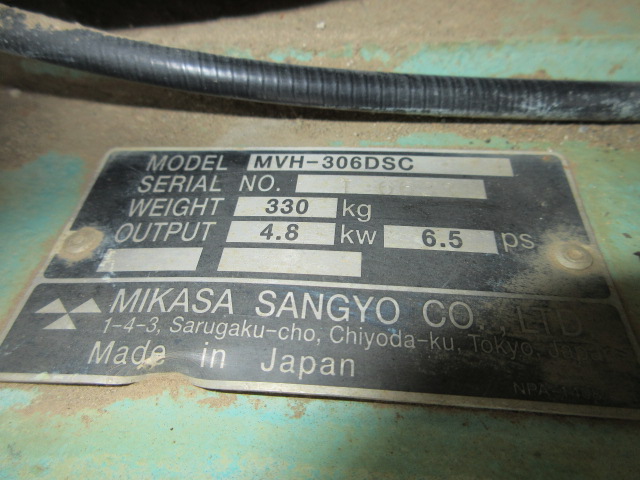 MODEL MVH-306DSC
SERIAL NO.
WEIGHT 330 kg
OUTPUT 4.8 kw 6.5 ps
MIKASA SANGYO CO.,LTD.
1-4-3, Sarugaku-cho, Chiyoda-ku, Tokyo,
Made in Japan